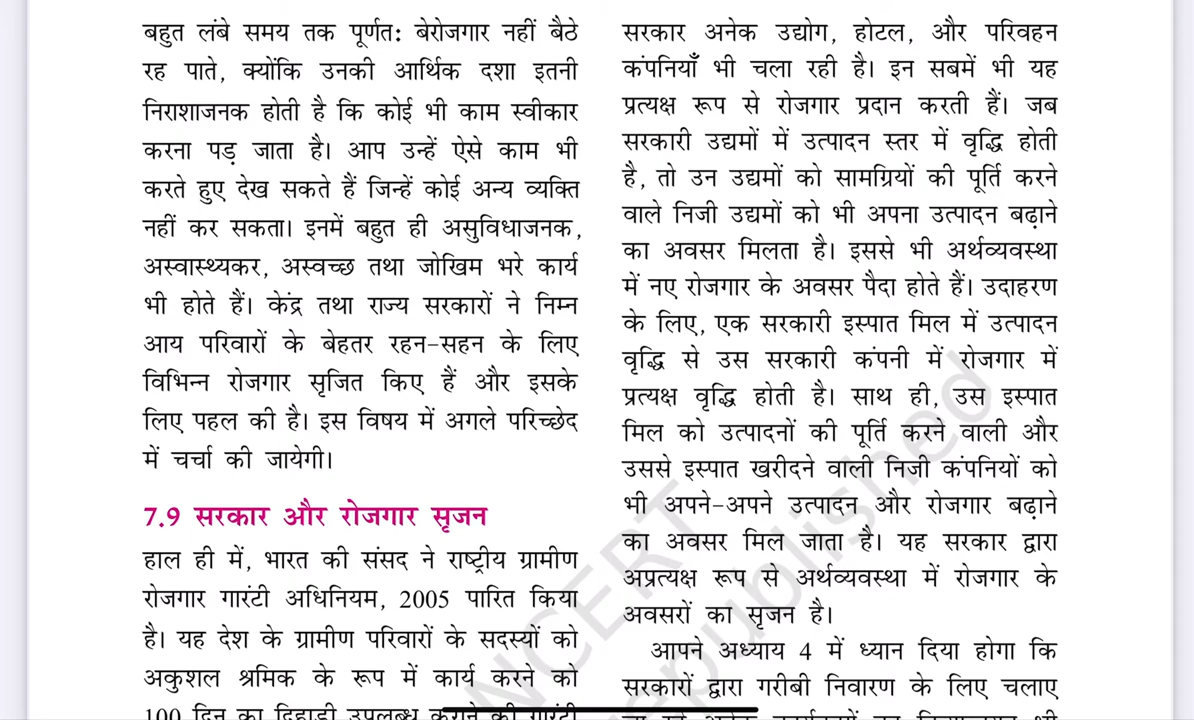 बहुत लंबे समय तक पूर्णत: बेरोजगार नहीं बैठे
रह पाते, क्योंकि उनकी आर्थिक दशा इतनी
निराशाजनक होती है कि कोई भी काम स्वीकार
करना पड़ जाता है। आप उन्हें ऐसे काम भी
करते हुए देख सकते हैं जिन्हें कोई अन्य व्यक्ति
नहीं कर सकता। इनमें बहुत ही असुविधाजनक,
अस्वास्थ्यकर, अस्वच्छ तथा जोखिम भरे कार्य
भी होते हैं। केंद्र तथा राज्य सरकारों ने निम्न
आय परिवारों के बेहतर रहन-सहन के लिए
विभिन्न रोजगार सृजित किए हैं और इसके
लिए पहल की है। इस विषय में अगले परिच्छेद
में चर्चा की जायेगी।
7.9 सरकार और रोजगार सृजन
हाल ही में, भारत की संसद ने राष्ट्रीय ग्रामीण
रोजगार गारंटी अधिनियम, 2005 पारित किया
है। यह देश के ग्रामीण परिवारों के सदस्यों को
अकुशल श्रमिक के रूप में कार्य करने को
100 दिन का दिहाड़ी उपलब्ध कराने की गारंटी
सरकार अनेक उद्योग, होटल, और परिवहन
कंपनियाँ भी चला रही है। इन सबमें भी यह
प्रत्यक्ष रूप से रोजगार प्रदान करती हैं। जब
सरकारी उद्यमों में उत्पादन स्तर में वृद्धि होती
है, तो उन उद्यमों को सामग्रियों की पूर्ति करने
वाले निजी उद्यमों को भी अपना उत्पादन बढ़ाने
का अवसर मिलता है। इससे भी अर्थव्यवस्था
में नए रोजगार के अवसर पैदा होते हैं। उदाहरण
के लिए, एक सरकारी इस्पात मिल में उत्पादन
वृद्धि से उस सरकारी कंपनी में रोजगार में
प्रत्यक्ष वृद्धि होती है। साथ ही, उस इस्पात
मिल को उत्पादनों की पूर्ति करने वाली और
उससे इस्पात खरीदने वाली निजी कंपनियों को
भी अपने-अपने उत्पादन और रोजगार बढ़ाने
का अवसर मिल जाता है। यह सरकार द्वारा
अप्रत्यक्ष रूप से अर्थव्यवस्था में रोजगार के
अवसरों का सृजन है।
आपने अध्याय 4 में ध्यान दिया होगा कि
सरकारों द्वारा गरीबी निवारण के लिए चलाए
NCERT
republished